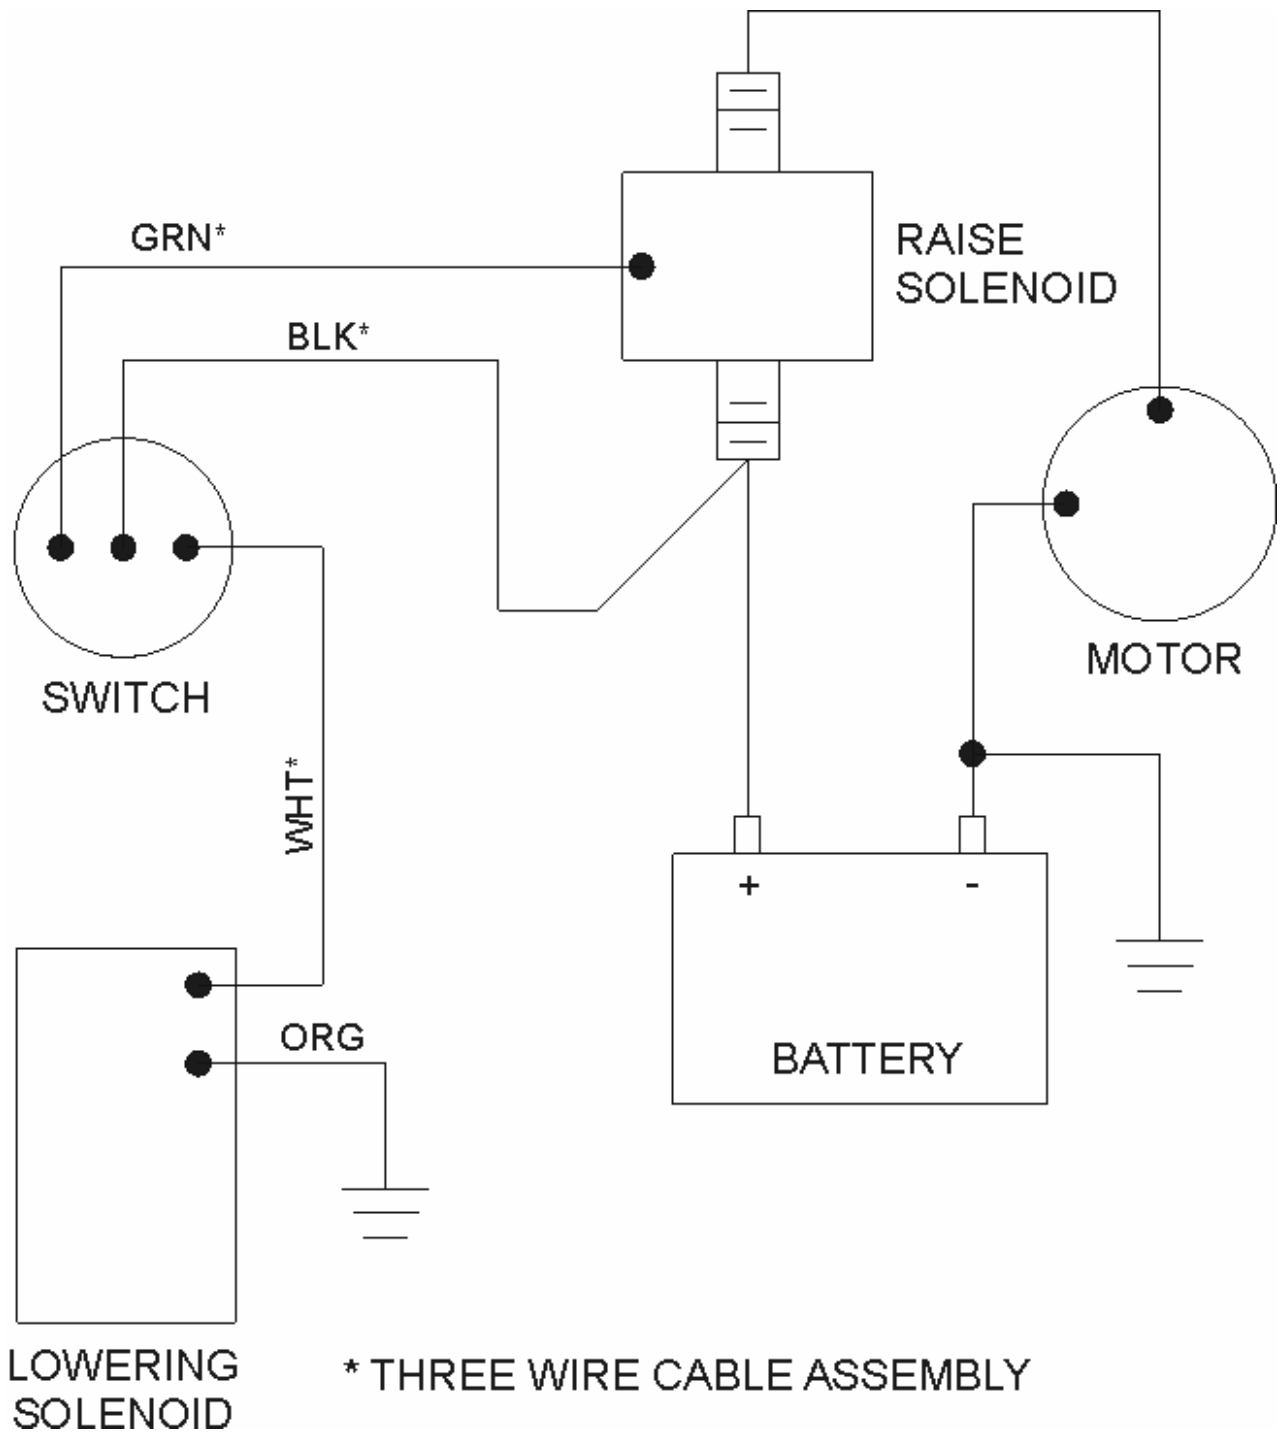 GRN*
RAISE
SOLENOID
BLK*
MOTOR
SWITCH
WHT*
+ -
ORG
BATTERY
LOWERING
SOLENOID
* THREE WIRE CABLE ASSEMBLY